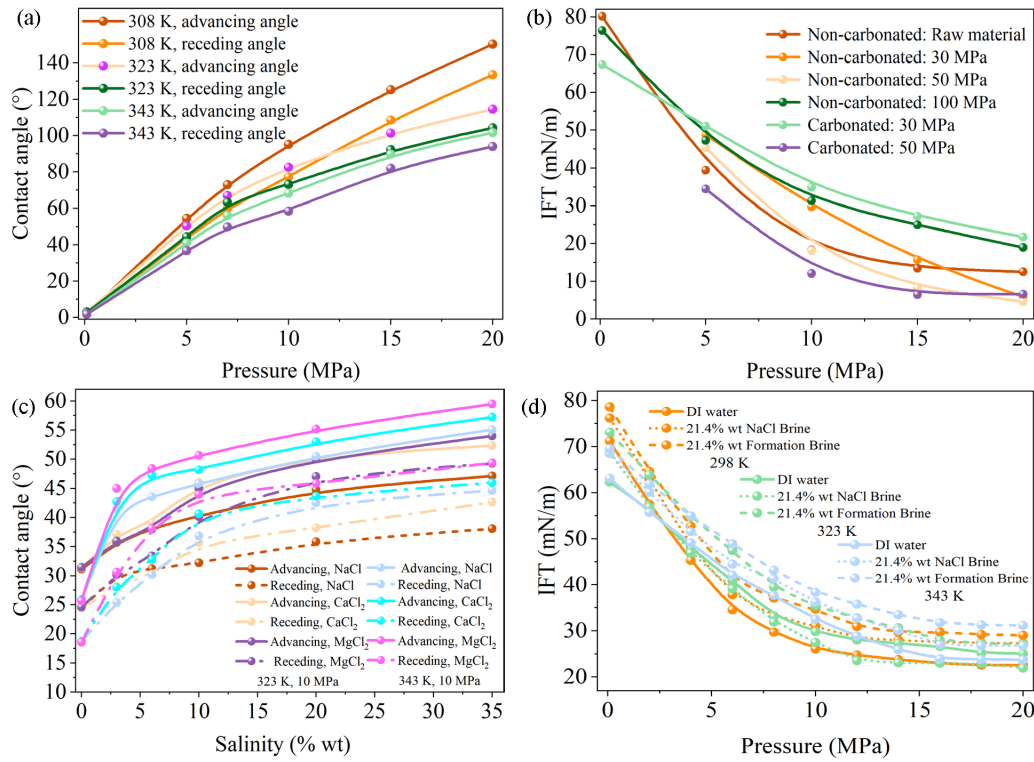 (a)
308 K, advancing angle
308 K, receding angle
323 K, advancing angle
323 K, receding angle
343 K, advancing angle
343 K, receding angle
Contact angle (°)
140
120
100
80
60
40
20
0
0 5 10 15 20
Pressure (MPa)
(b)
Non-carbonated: Raw material
Non-carbonated: 30 MPa
Non-carbonated: 50 MPa
Non-carbonated: 100 MPa
Carbonated: 30 MPa
Carbonated: 50 MPa
IFT (mN/m)
80
70
60
50
40
30
20
10
0
0 5 10 15 20
Pressure (MPa)
(c)
Contact angle (°)
60
55
50
45
40
35
30
25
20
15
10
Advancing, NaCl
Receding, NaCl
Advancing, CaCl2
Receding, CaCl2
Advancing, MgCl2
Receding, MgCl2
323 K, 10 MPa
Advancing, NaCl
Receding, NaCl
Advancing, CaCl2
Receding, CaCl2
Advancing, MgCl2
Receding, MgCl2
343 K, 10 MPa
0 5 10 15 20 25 30 35
Salinity (% wt)
(d)
IFT (mN/m)
80
70
60
50
40
30
20
DI water
21.4% wt NaCl Brine
21.4% wt Formation Brine
298 K
DI water
21.4% wt NaCl Brine
21.4% wt Formation Brine
323 K
DI water
21.4% wt NaCl Brine
21.4% wt Formation Brine
343 K
0 5 10 15 20
Pressure (MPa)